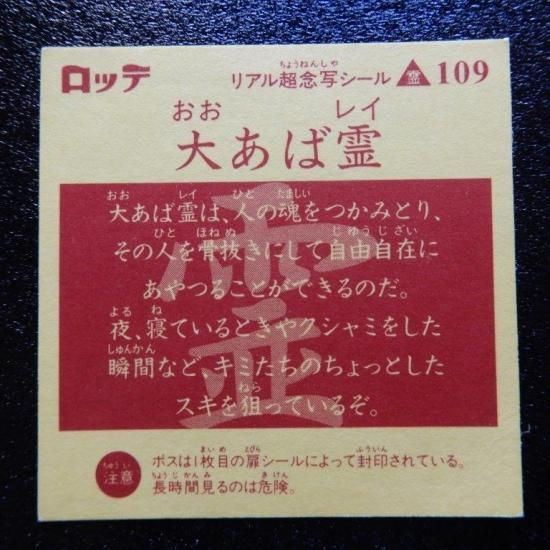 ロッテ
ちょうねんしゃ
リアル超念写シール 霊 109
おお レイ
大あば霊
霊
おお レイ ひと たましい
大あば霊は、人の魂をつかみとり、
ひと ほねぬ じゆうじざい
その人を骨抜きにして自由自在に
あやつることができるのだ。
よる ね
夜、寝ているときやクシャミをした
しゅんかん
瞬間など、キミたちのちょっとした
ねら
スキを狙っているぞ。
ちゅうい
注意
まいめ とびら ふういん
ボスは1枚目の扉シールによって封印されている。
ちょうじかんみ きけん
長時間見るのは危険。